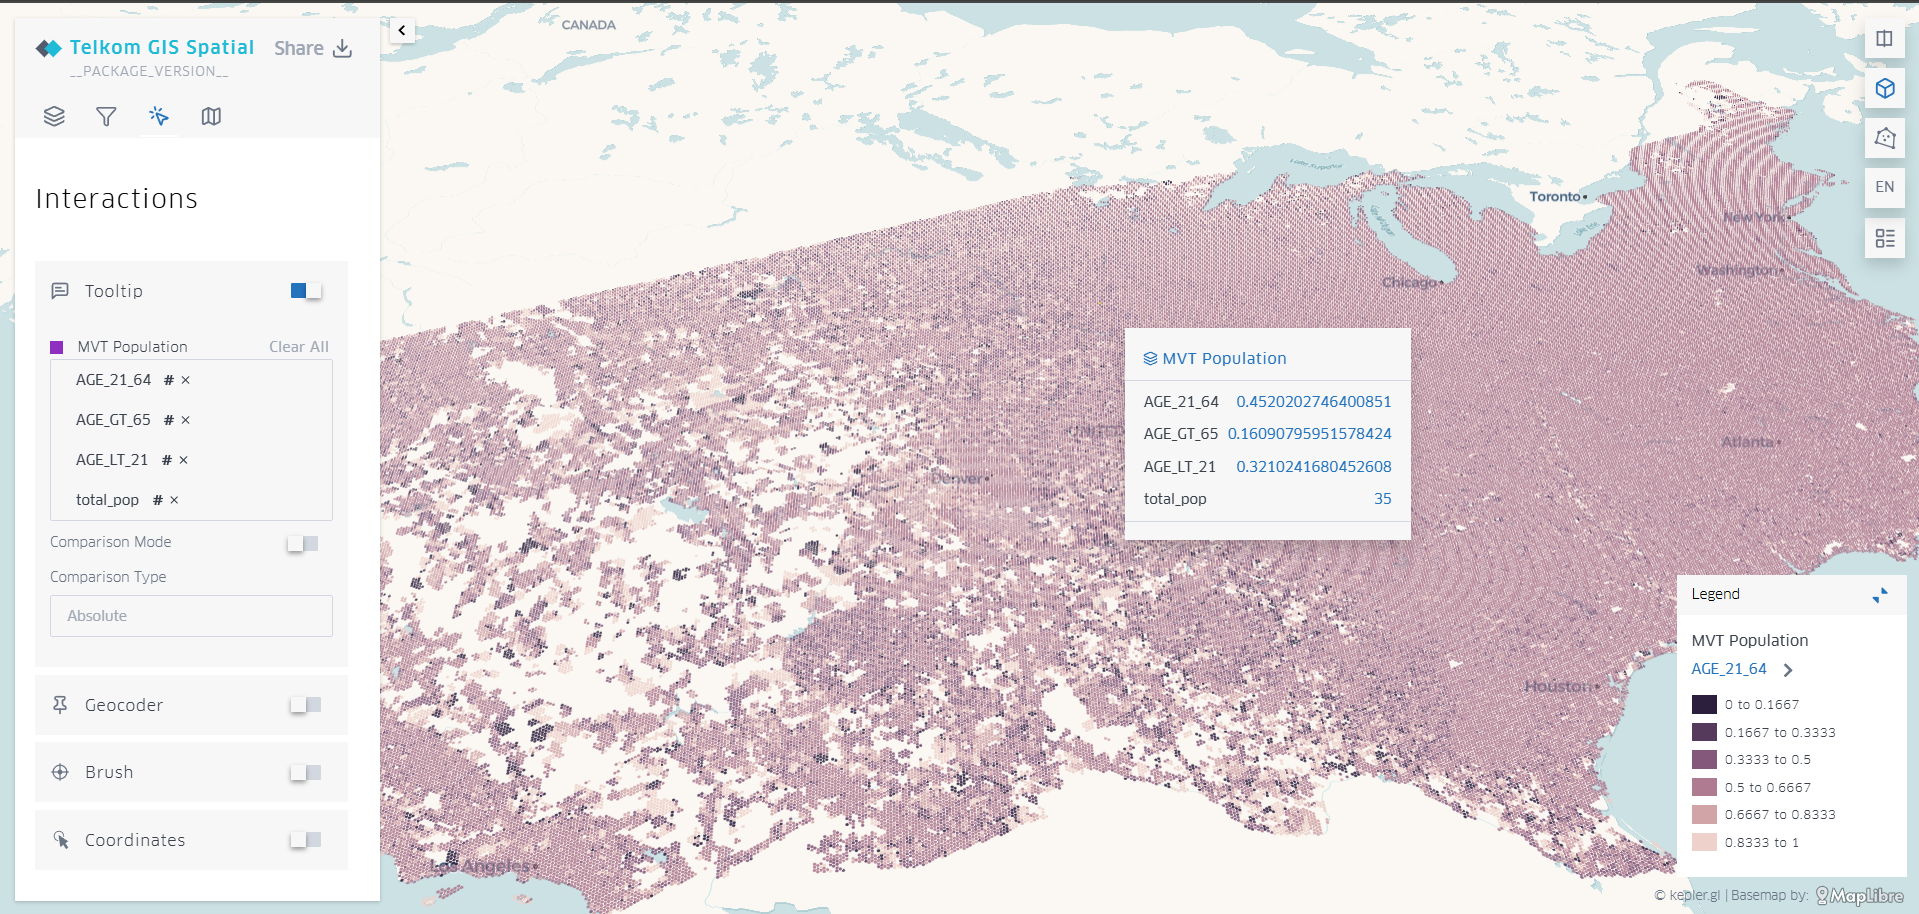 Telkom GIS Spatial
Share
__PACKAGE_VERSION__
Interactions
Tooltip
MVT Population
Clear All
AGE_21_64 # ×
AGE_GT_65 # ×
AGE_LT_21 # ×
total_pop # ×
Comparison Mode
Comparison Type
Absolute
Geocoder
Brush
Coordinates
CANADA
Lake Superior
Toronto
New York
Chicago
Washington
UNITED
Denver
Atlanta
Houston
Los Angeles
MVT Population
AGE_21_64 0.4520202746400851
AGE_GT_65 0.16090795951578424
AGE_LT_21 0.3210241680452608
total_pop 35
EN
Legend
MVT Population
AGE_21_64
0 to 0.1667
0.1667 to 0.3333
0.3333 to 0.5
0.5 to 0.6667
0.6667 to 0.8333
0.8333 to 1
© kepler.gl | Basemap by: MapLibre